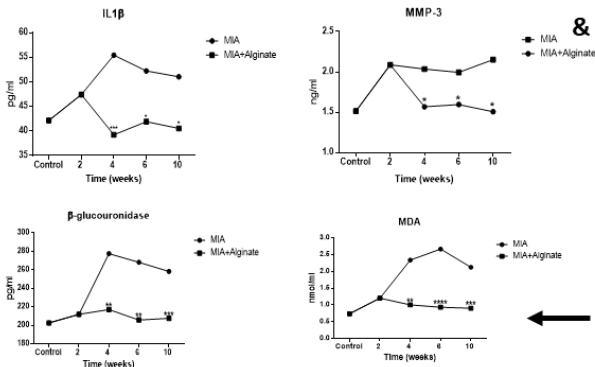 IL1β
MIA
MIA+Alginate
pg/ml
60
55
50
45
40
35
***
*
*
Control 2 4 6 10
Time (weeks)
MMP-3
&
MIA
MIA+Alginate
ng/ml
2.5
2.0
1.5
1.0
*
*
*
Control 2 4 6 10
Time (weeks)
β-glucouronidase
MIA
MIA+Alginate
pg/ml
300
280
260
240
220
200
180
**
**
***
Control 2 4 6 10
Time (weeks)
MDA
MIA
MIA+Alginate
nmol/ml
3.0
2.5
2.0
1.5
1.0
0.5
0.0
**
****
***
Control 2 4 6 10
Time (weeks)